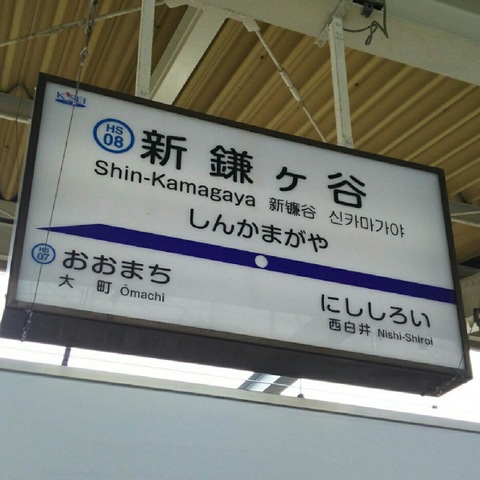 K'SEI
HS 08
新鎌ヶ谷
Shin-Kamagaya 新镰谷 신카마가야
しんかまがや
HS 07 おおまち
大町 Ōmachi
にししろい
西白井 Nishi-Shiroi